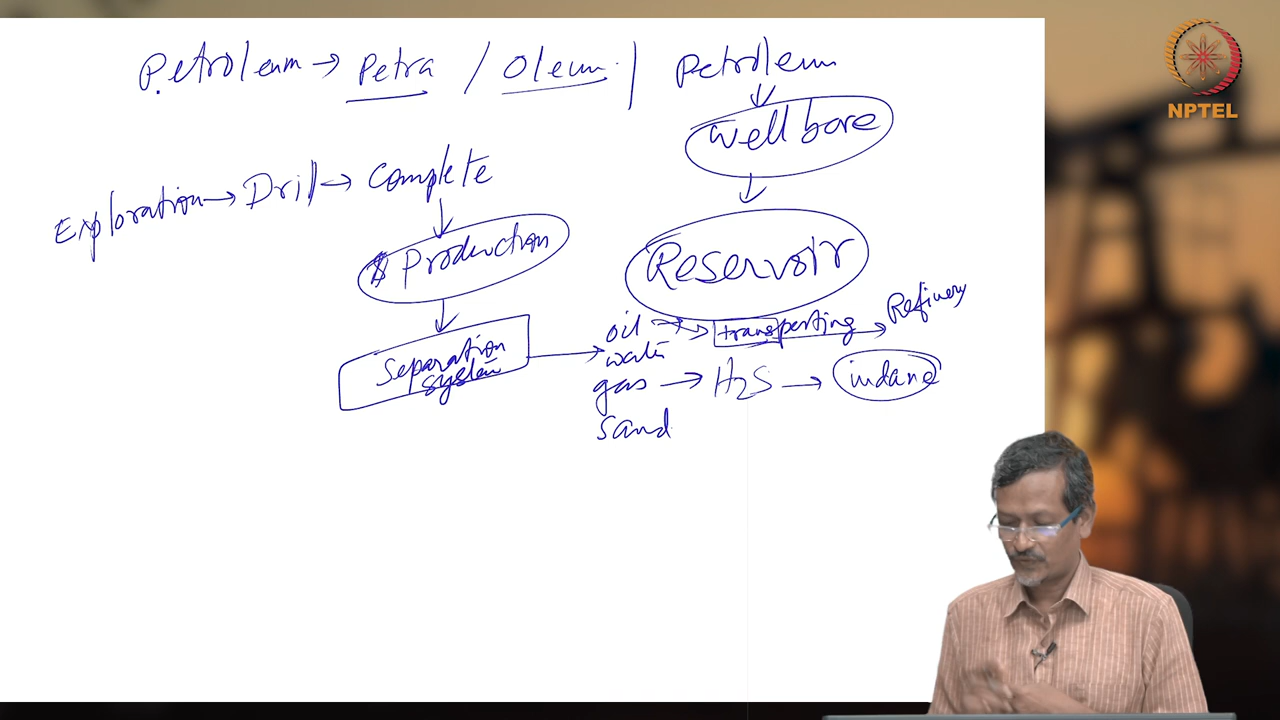 Petroleum → Petra / Oleum | Petroleum
Well bore
Exploration → Drill → Complete
Production
Reservoir
Separation system
oil → transporting → Refinery
water
gas → H2S → indane
sand
NPTEL